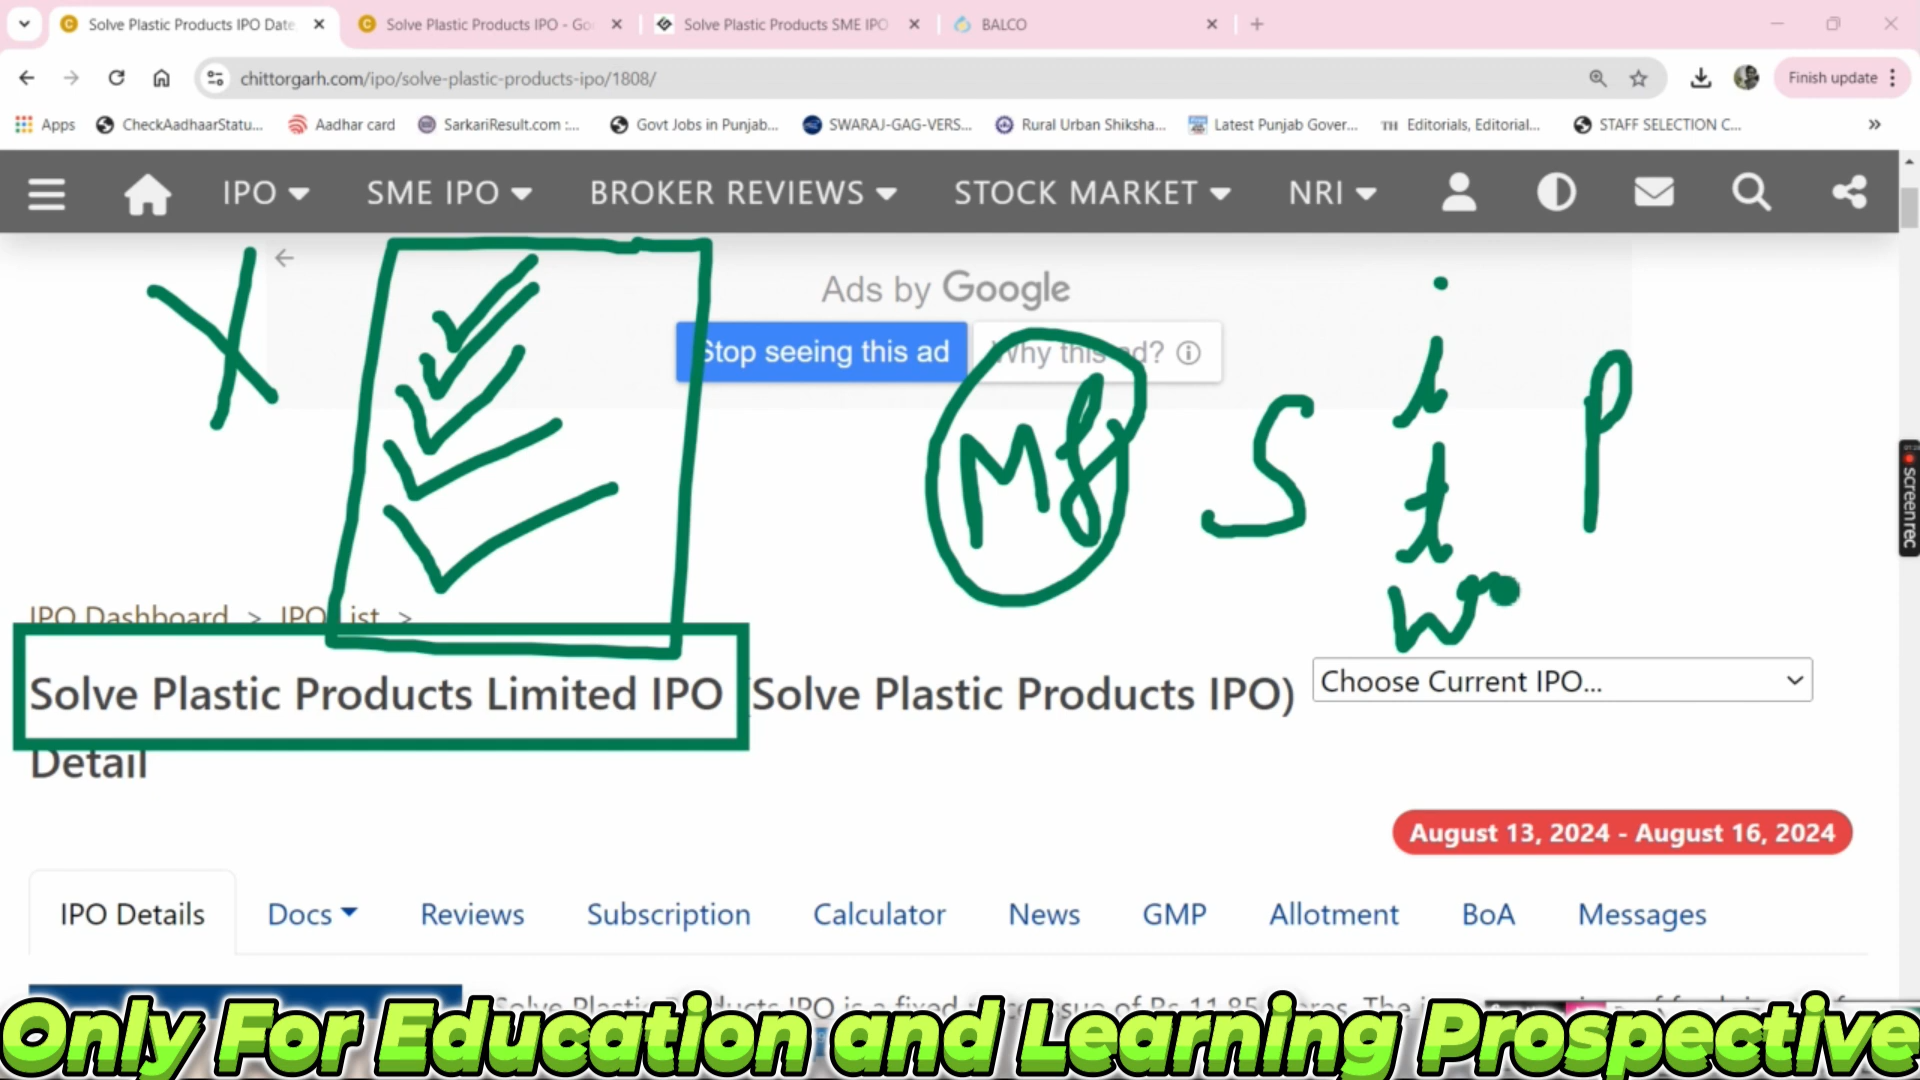 Solve Plastic Products IPO Date
Solve Plastic Products IPO - Go
Solve Plastic Products SME IPO
BALCO
chittorgarh.com/ipo/solve-plastic-products-ipo/1808/
Finish update
Apps
CheckAadhaarStatu...
Aadhar card
SarkariResult.com :...
Govt Jobs in Punjab...
SWARAJ-GAG-VERS...
Rural Urban Shiksha...
Latest Punjab Gover...
TH Editorials, Editorial...
STAFF SELECTION C...
IPO
SME IPO
BROKER REVIEWS
STOCK MARKET
NRI
Ads by Google
Stop seeing this ad
Why this ad?
X
Mf
S
i
P
IPO Dashboard > IPO List >
Solve Plastic Products Limited IPO (Solve Plastic Products IPO)
Detail
Choose Current IPO...
August 13, 2024 - August 16, 2024
IPO Details
Docs
Reviews
Subscription
Calculator
News
GMP
Allotment
BoA
Messages
screenrec
Only For Education and Learning Prospective